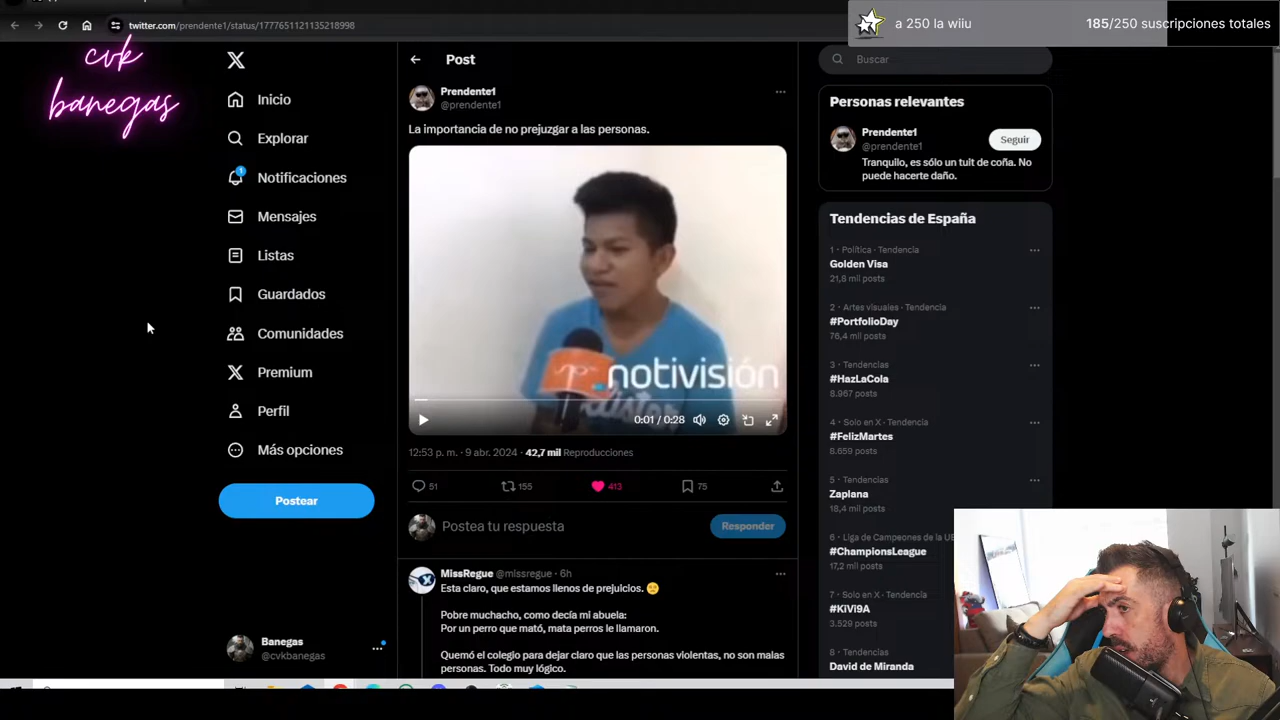 twitter.com/prendente1/status/1777651121135218998
a 250 la wiiu
185/250 suscripciones totales
cvk
banegas
Inicio
Explorar
1
Notificaciones
Mensajes
Listas
Guardados
Comunidades
Premium
Perfil
Más opciones
Postear
Banegas
@cvkbanegas
Post
Prendente1
@prendente1
La importancia de no prejuzgar a las personas.
notivisión
0:01 / 0:28
12:53 p. m. · 9 abr. 2024 · 42,7 mil Reproducciones
51
155
413
75
Postea tu respuesta
Responder
MissRegue @missregue · 6h
Esta claro, que estamos llenos de prejuicios. 😔
Pobre muchacho, como decía mi abuela:
Por un perro que mató, mata perros le llamaron.
Quemó el colegio para dejar claro que las personas violentas, no son malas
personas. Todo muy lógico.
Buscar
Personas relevantes
Prendente1
@prendente1
Seguir
Tranquilo, es sólo un tuit de coña. No
puede hacerte daño.
Tendencias de España
1 · Política · Tendencia
Golden Visa
21,8 mil posts
2 · Artes visuales · Tendencia
#PortfolioDay
76,4 mil posts
3 · Tendencias
#HazLaCola
8.967 posts
4 · Solo en X · Tendencias
#FelizMartes
8.659 posts
5 · Tendencias
Zaplana
18,4 mil posts
6 · Liga de Campeones de la UE
#ChampionsLeague
17,2 mil posts
7 · Solo en X · Tendencias
#KiVi9A
3.529 posts
8 · Tendencias
David de Miranda